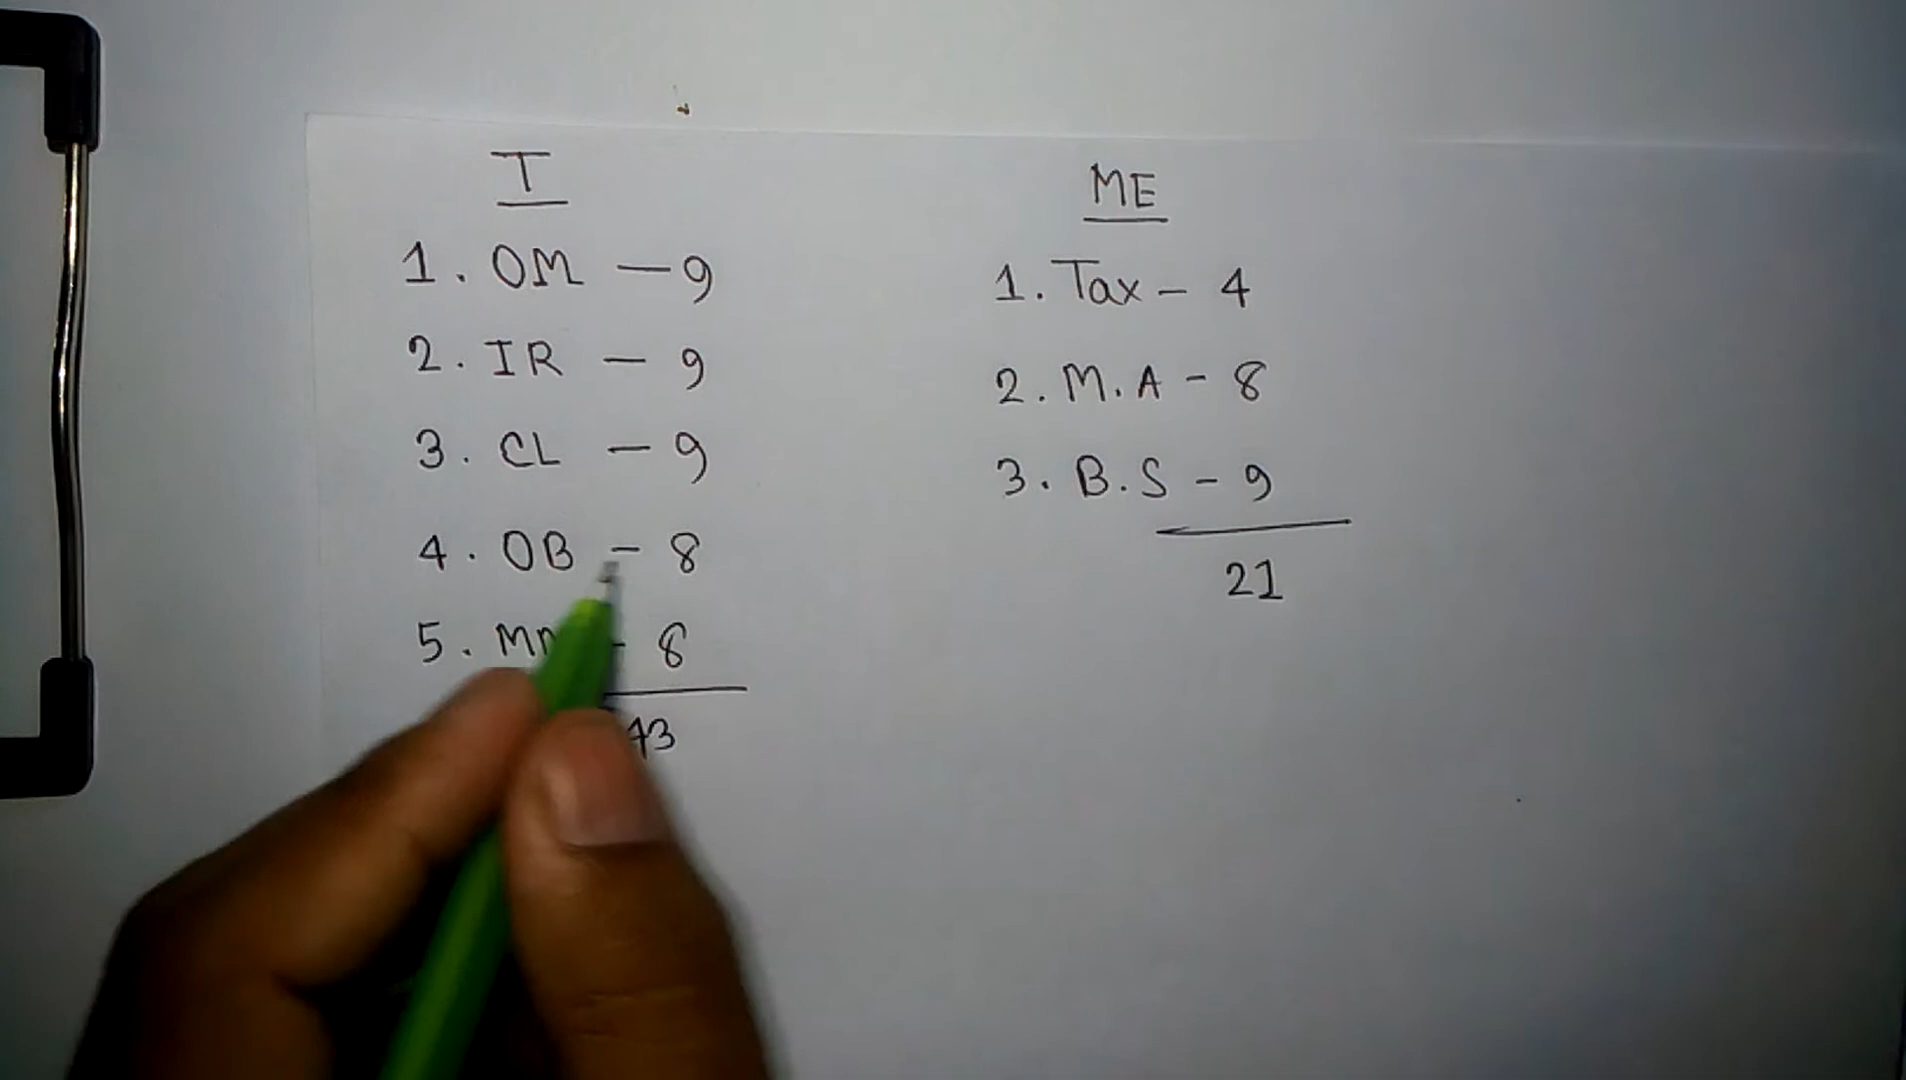 T
1. OM - 9
2. IR - 9
3. CL - 9
4. OB - 8
5. - 8
43
ME
1. Tax - 4
2. M.A - 8
3. B.S - 9
21